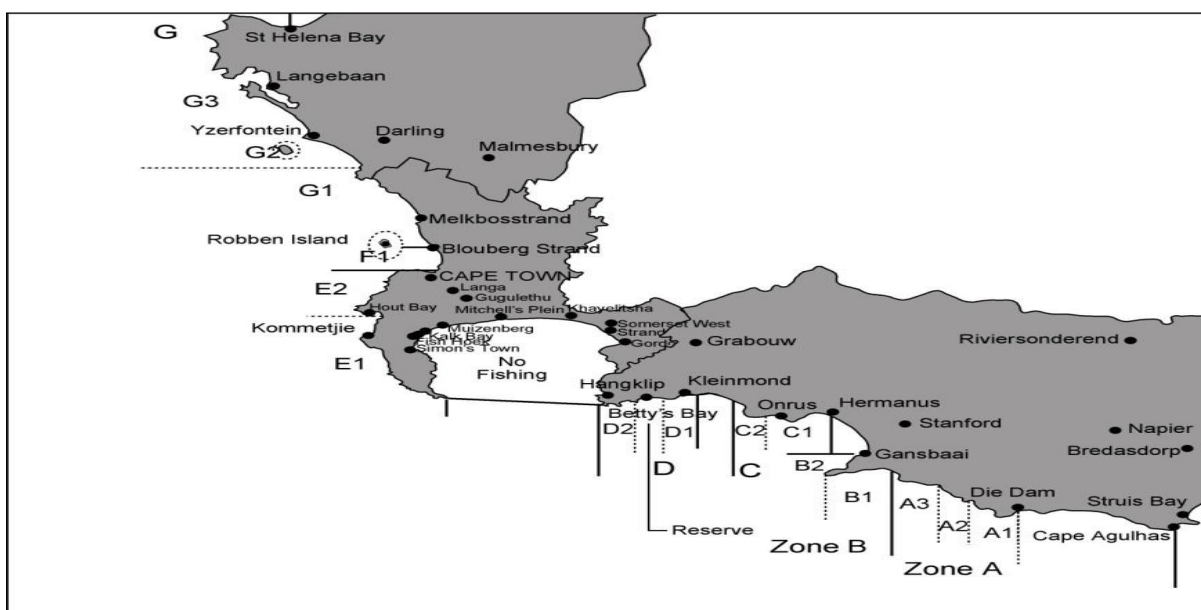 G
St Helena Bay
Langebaan
G3
Yzerfontein
Darling
G2
Malmesbury
G1
Melkbosstrand
Robben Island
Blouberg Strand
F1
CAPE TOWN
E2
Langa
Gugulethu
Hout Bay
Mitchell's Plein
Khayelitsha
Kommetjie
Muizenberg
Somerset West
Kalk Bay
Strand
Fish Hoek
Gord
Simon's Town
E1
No
Fishing
Grabouw
Riviersonderend
Hangklip
Kleinmond
Betty's Bay
Onrus
Hermanus
D2
D1
C2
C1
Stanford
Napier
Bredasdorp
D
C
B2
Gansbaai
B1
A3
Die Dam
Struis Bay
Reserve
A2
A1
Cape Agulhas
Zone B
Zone A